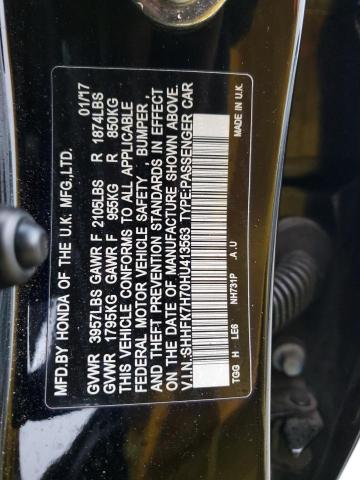 MFD.BY HONDA OF THE U.K. MFG.,LTD. 01/17
GVWR 3957LBS GAWR F 2105LBS R 1874LBS
GVWR 1795KG GAWR F 955KG R 850KG
THIS VEHICLE CONFORMS TO ALL APPLICABLE
FEDERAL MOTOR VEHICLE SAFETY , BUMPER ,
AND THEFT PREVENTION STANDARDS IN EFFECT
ON THE DATE OF MANUFACTURE SHOWN ABOVE.
V.I.N.:SHHFK7H70HU413563 TYPE:PASSENGER CAR
TGG H LE6 NH731P .A .U MADE IN U.K.